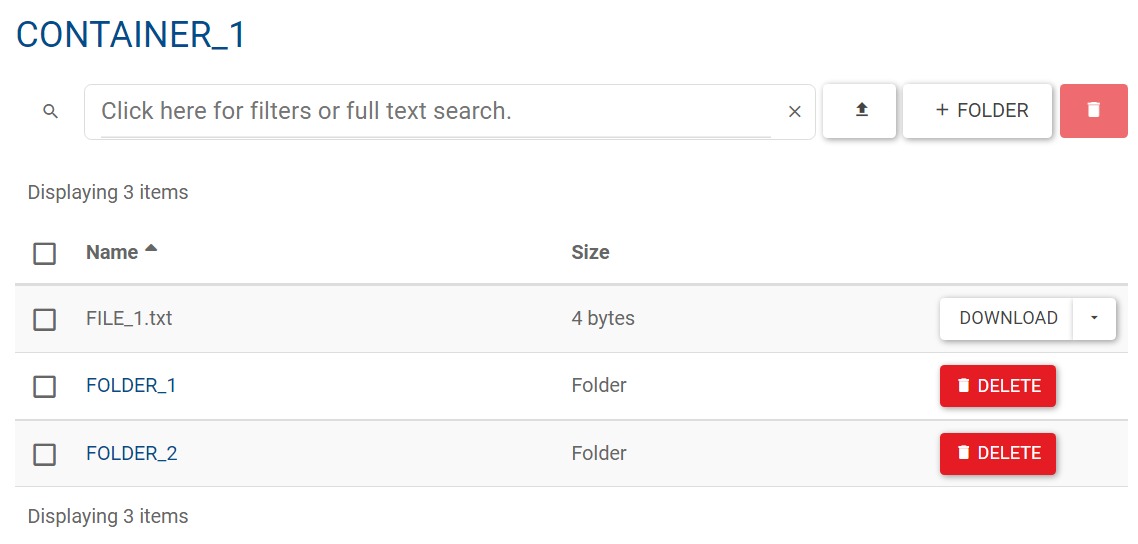 CONTAINER_1
Click here for filters or full text search.
+ FOLDER
Displaying 3 items
Name Size
FILE_1.txt 4 bytes DOWNLOAD
FOLDER_1 Folder DELETE
FOLDER_2 Folder DELETE
Displaying 3 items